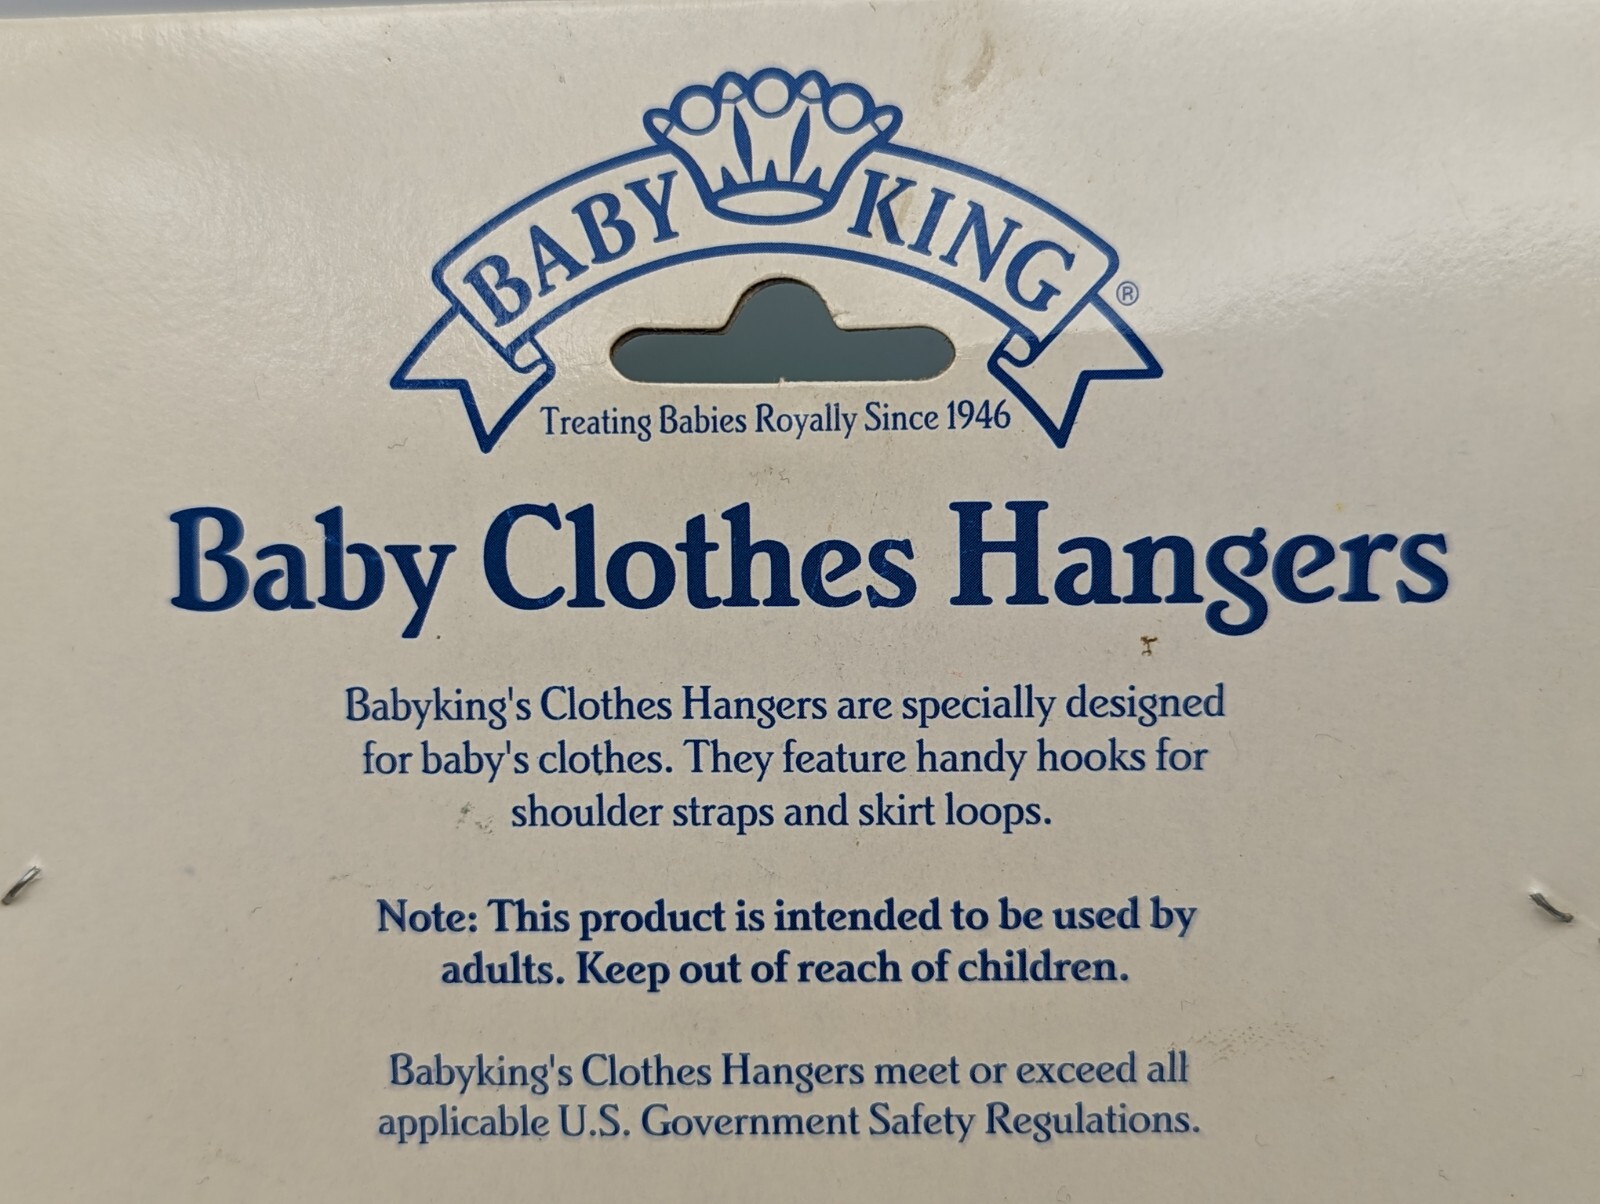 BABY KING ®
Treating Babies Royally Since 1946
Baby Clothes Hangers
Babyking's Clothes Hangers are specially designed
for baby's clothes. They feature handy hooks for
shoulder straps and skirt loops.
Note: This product is intended to be used by
adults. Keep out of reach of children.
Babyking's Clothes Hangers meet or exceed all
applicable U.S. Government Safety Regulations.